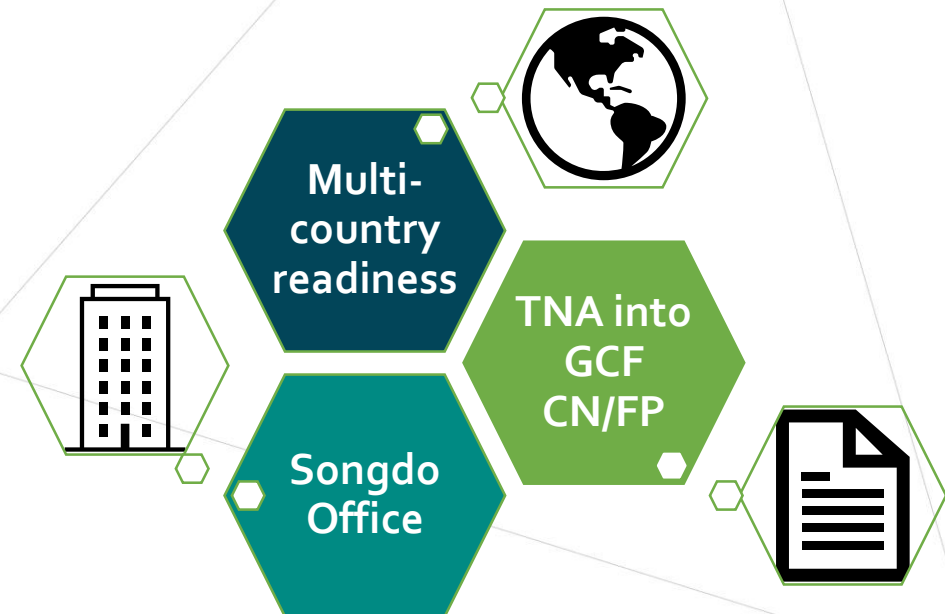 Multi-
country
readiness
TNA into
GCF
CN/FP
Songdo
Office